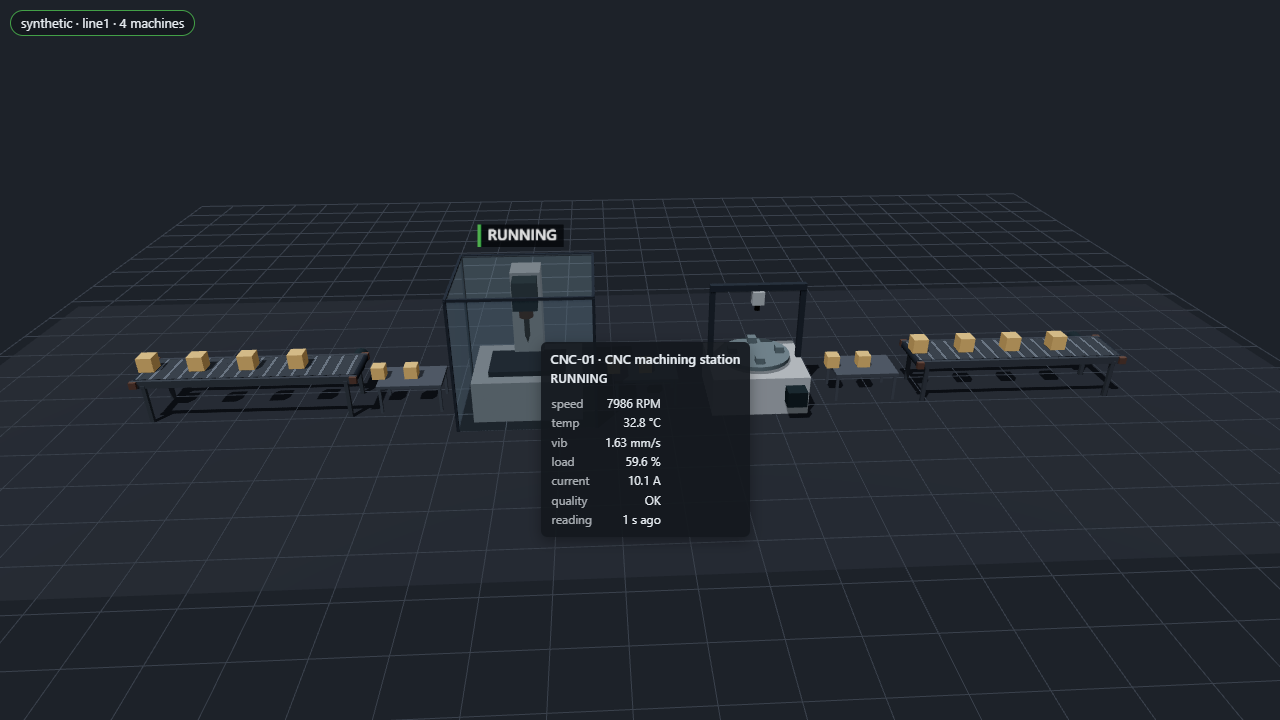 synthetic · line1 · 4 machines
RUNNING
CNC-01 · CNC machining station
RUNNING
speed 7986 RPM
temp 32.8 °C
vib 1.63 mm/s
load 59.6 %
current 10.1 A
quality OK
reading 1 s ago